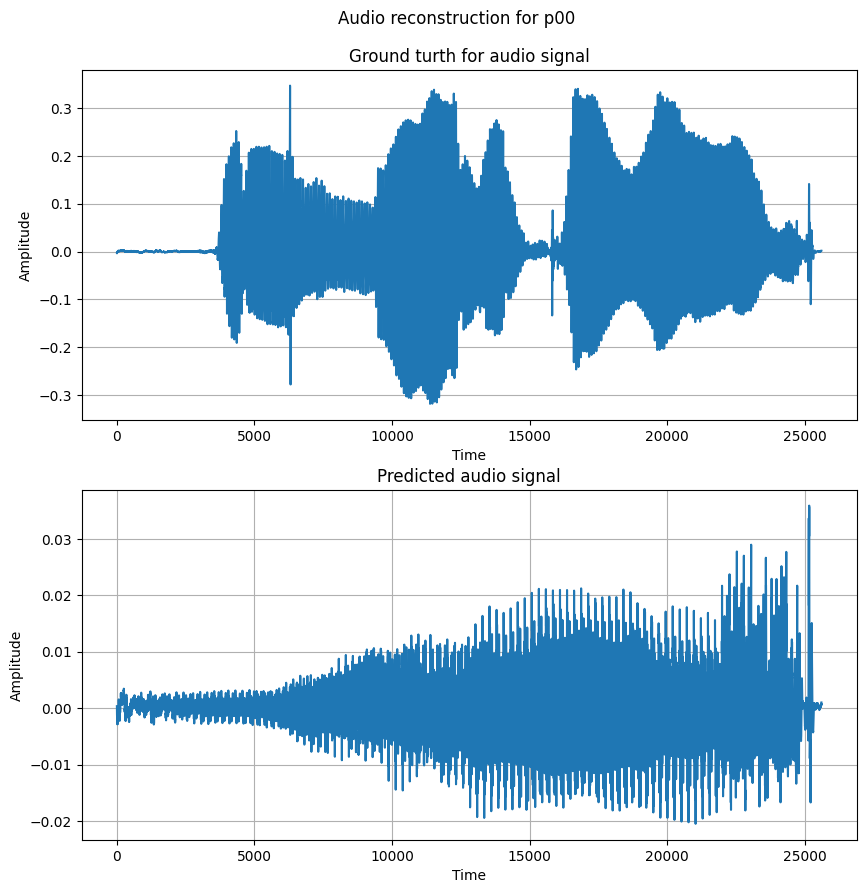 Audio reconstruction for p00
Ground turth for audio signal
0.3
0.2
0.1
0.0
−0.1
−0.2
−0.3
Amplitude
0 5000 10000 15000 20000 25000
Time
Predicted audio signal
0.03
0.02
0.01
0.00
−0.01
−0.02
Amplitude
0 5000 10000 15000 20000 25000
Time